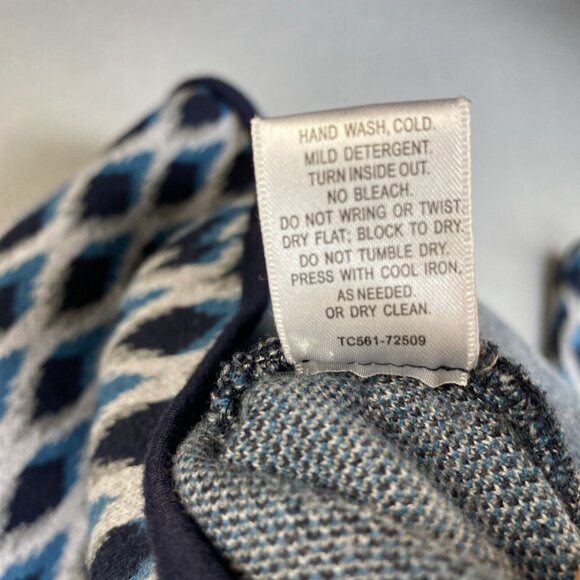 HAND WASH, COLD.
MILD DETERGENT.
TURN INSIDE OUT.
NO BLEACH.
DO NOT WRING OR TWIST.
DRY FLAT; BLOCK TO DRY.
DO NOT TUMBLE DRY.
PRESS WITH COOL IRON,
AS NEEDED
OR DRY CLEAN.
TC561-72509